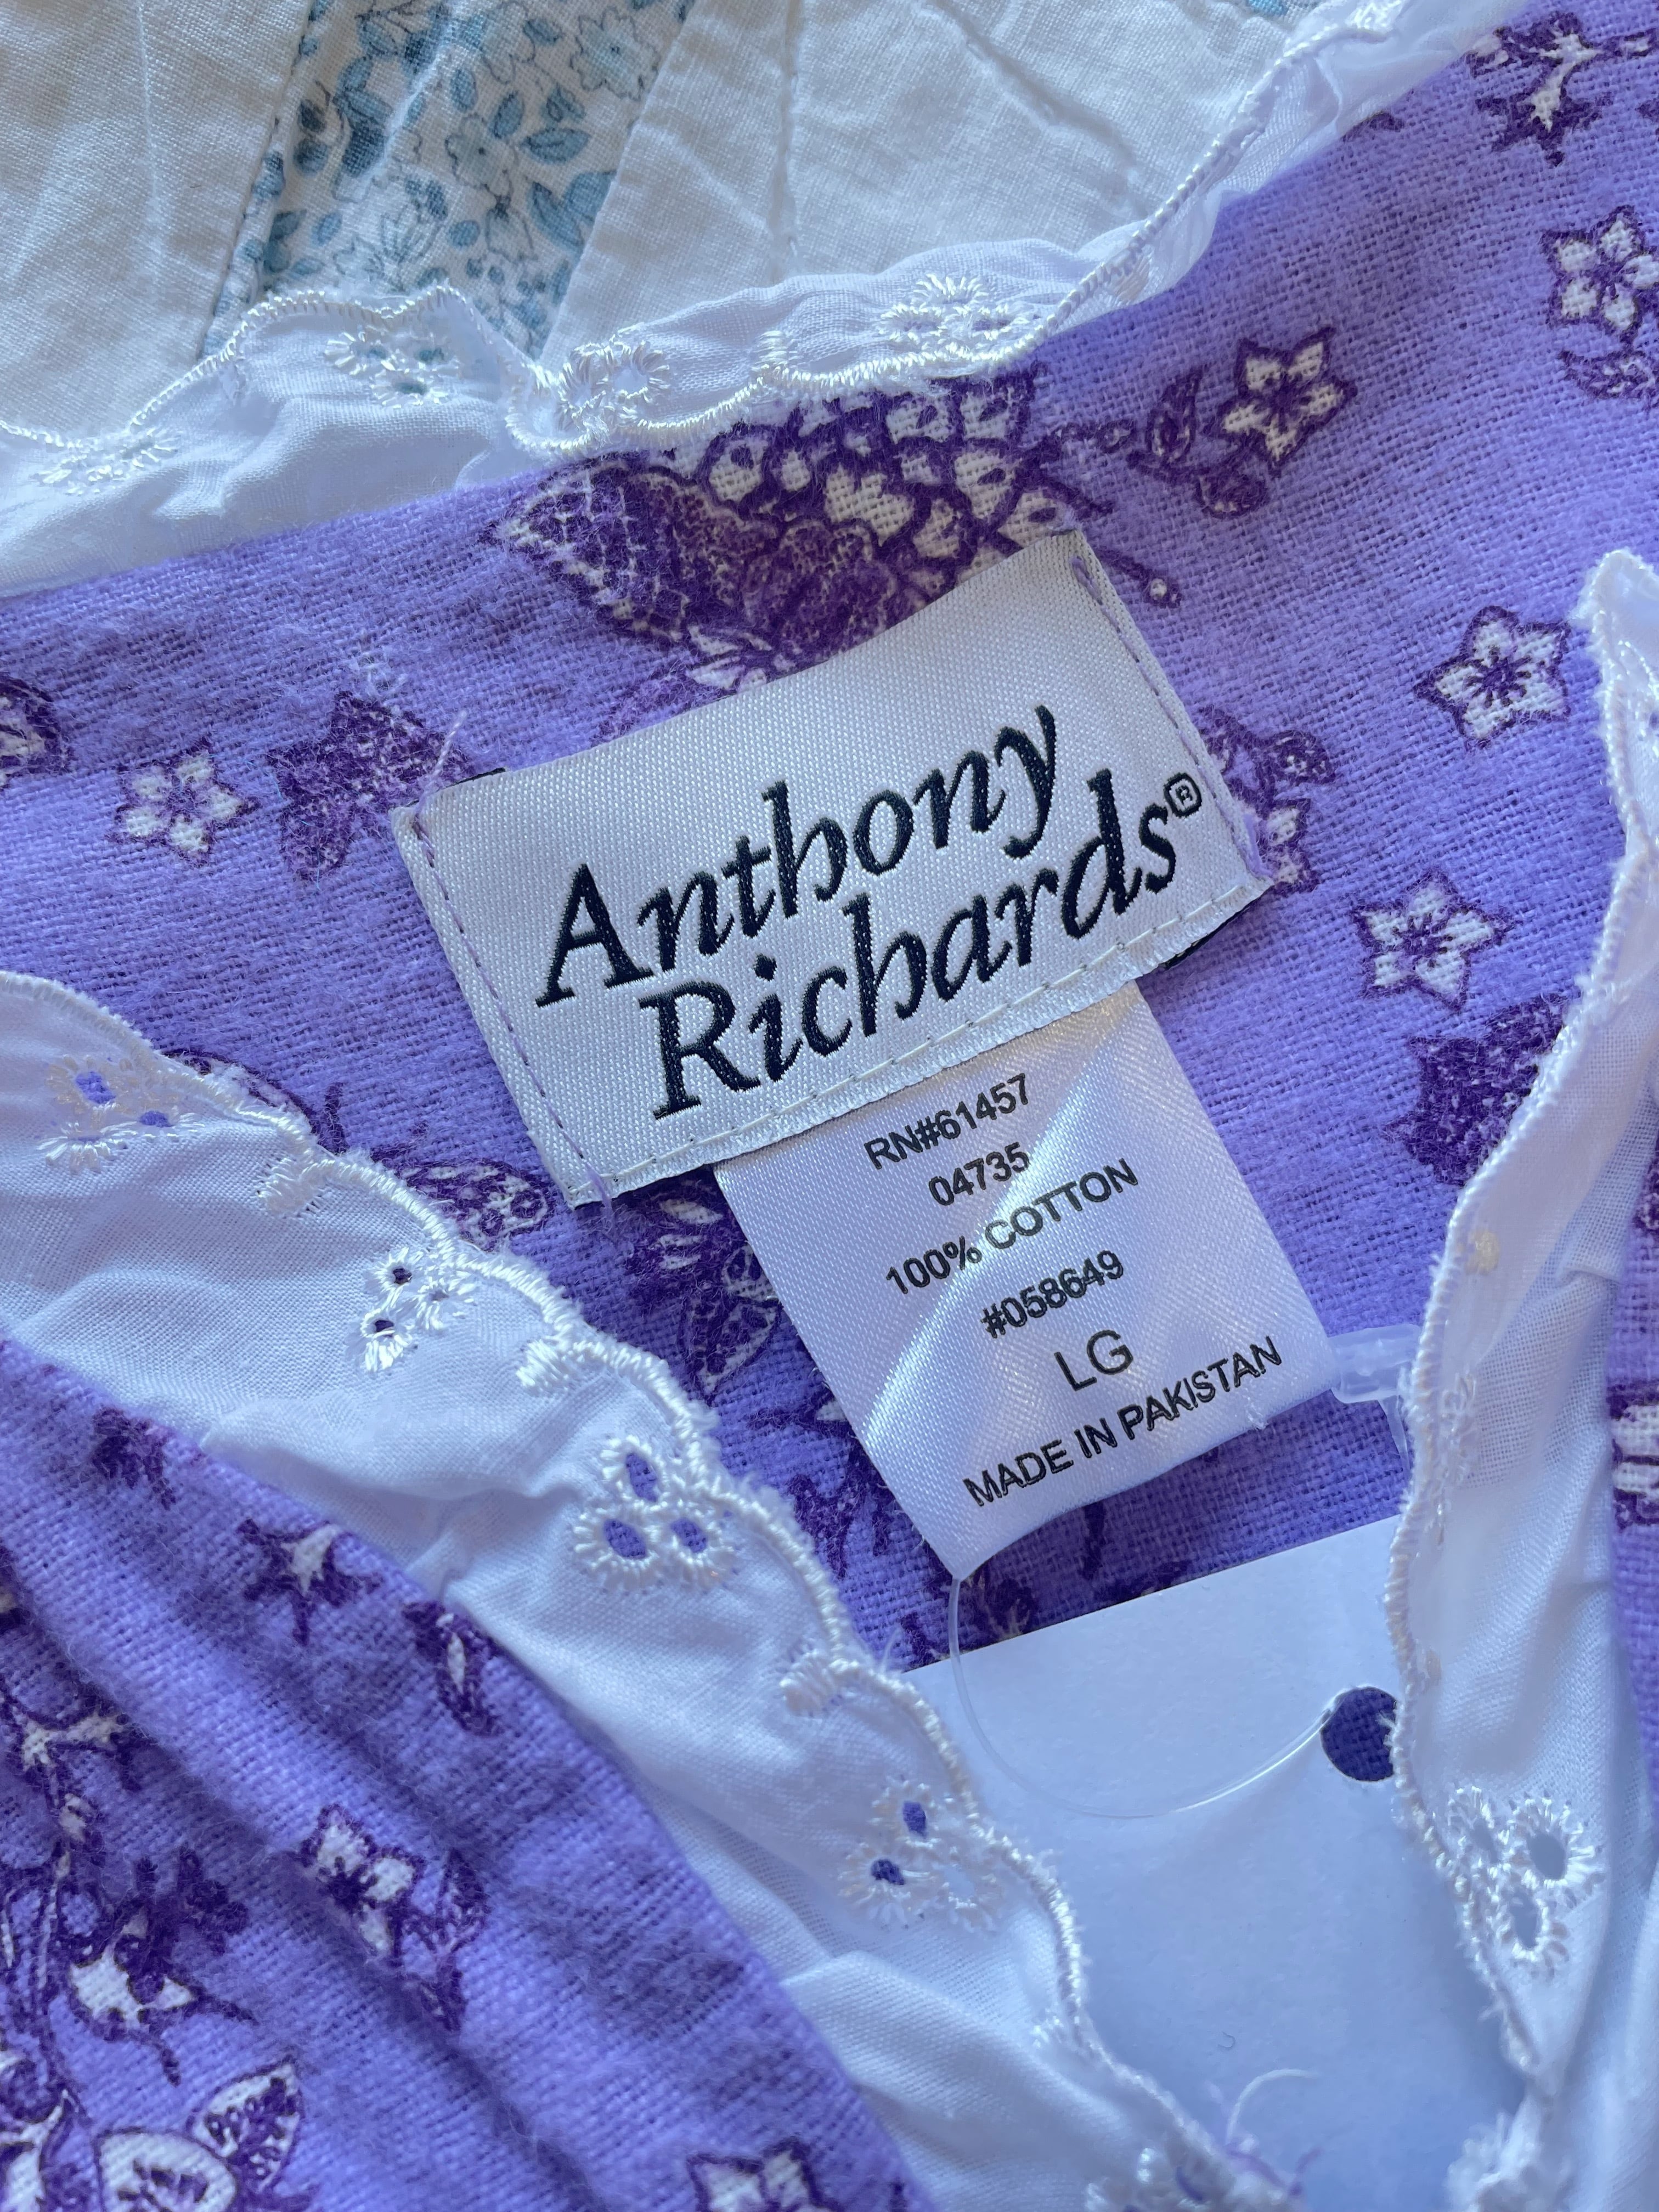 Anthony
Richards®
RN#61457
04735
100% COTTON
#058649
LG
MADE IN PAKISTAN